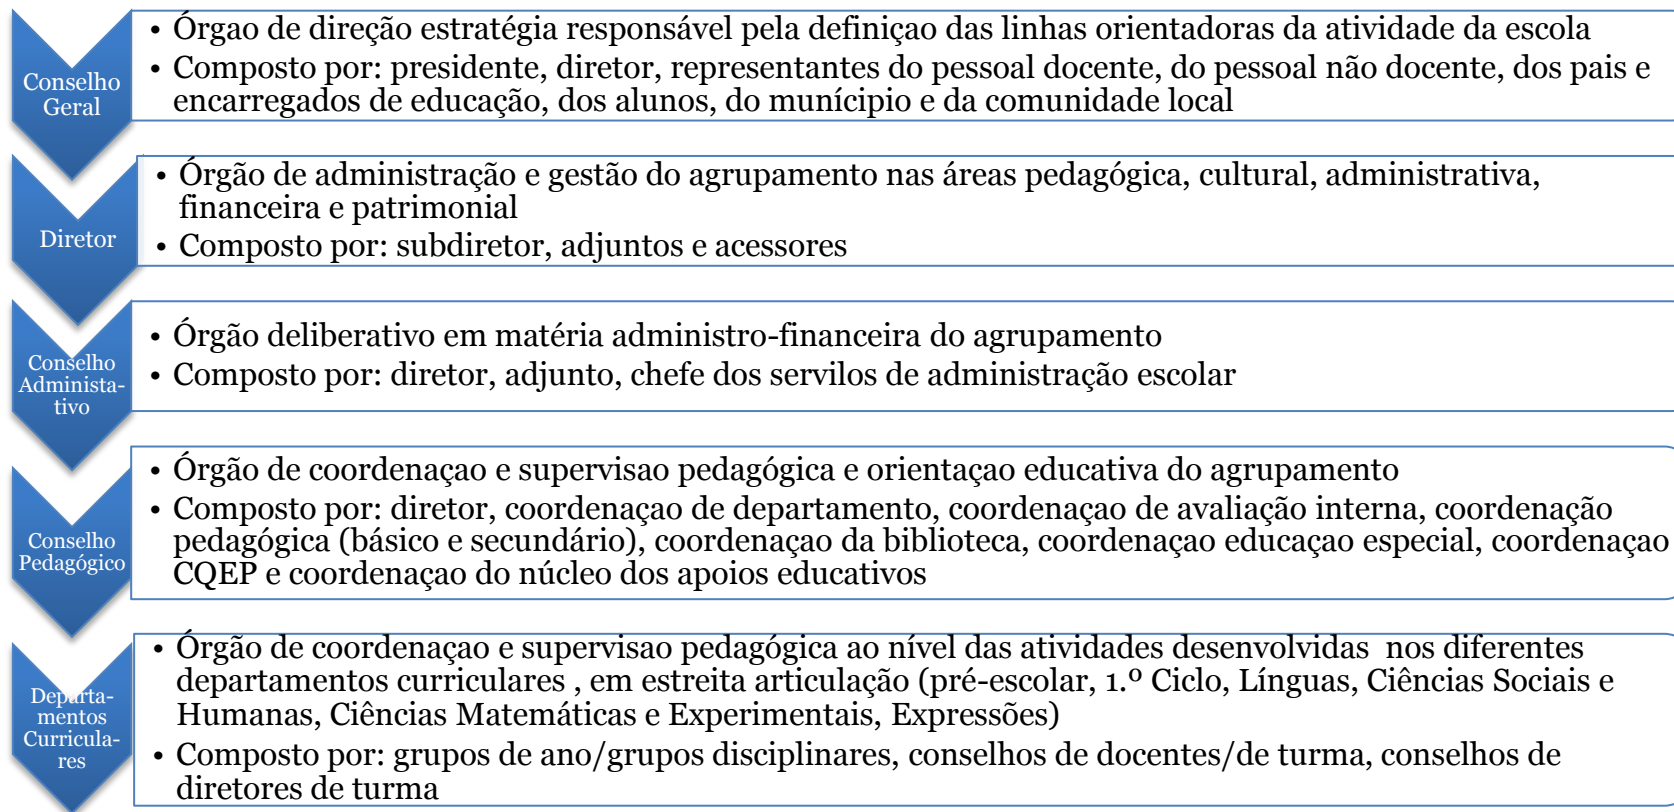 Conselho
Geral
• Órgao de direção estratégia responsável pela definiçao das linhas orientadoras da atividade da escola
• Composto por: presidente, diretor, representantes do pessoal docente, do pessoal não docente, dos pais e
encarregados de educação, dos alunos, do munícipio e da comunidade local
Diretor
• Órgão de administração e gestão do agrupamento nas áreas pedagógica, cultural, administrativa,
financeira e patrimonial
• Composto por: subdiretor, adjuntos e acessores
Conselho
Administa-
tivo
• Órgão deliberativo em matéria administro-financeira do agrupamento
• Composto por: diretor, adjunto, chefe dos servilos de administração escolar
Conselho
Pedagógico
• Órgão de coordenaçao e supervisao pedagógica e orientaçao educativa do agrupamento
• Composto por: diretor, coordenaçao de departamento, coordenaçao de avaliação interna, coordenação
pedagógica (básico e secundário), coordenaçao da biblioteca, coordenaçao educaçao especial, coordenaçao
CQEP e coordenaçao do núcleo dos apoios educativos
Departa-
mentos
Curricula-
res
• Órgão de coordenaçao e supervisao pedagógica ao nível das atividades desenvolvidas nos diferentes
departamentos curriculares , em estreita articulação (pré-escolar, 1.º Ciclo, Línguas, Ciências Sociais e
Humanas, Ciências Matemáticas e Experimentais, Expressões)
• Composto por: grupos de ano/grupos disciplinares, conselhos de docentes/de turma, conselhos de
diretores de turma